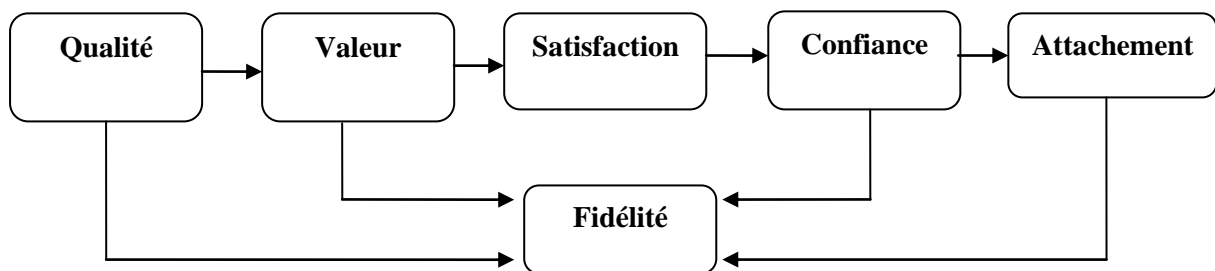 Qualité
Valeur
Satisfaction
Confiance
Attachement
Fidélité